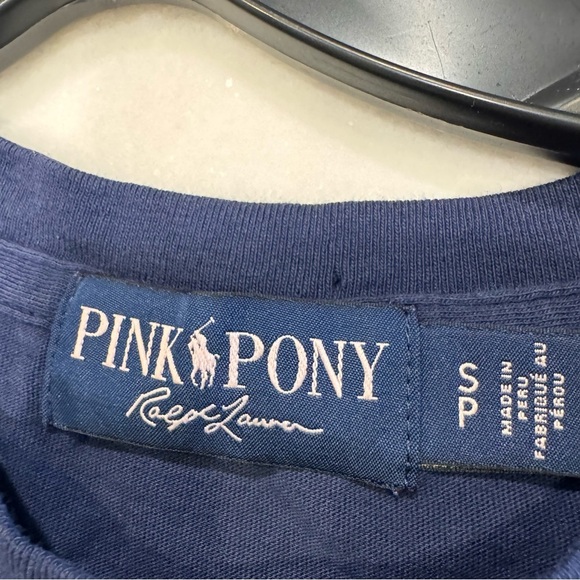 PINK PONY
Ralph Lauren
S
P
MADE IN
PERU
FABRIQUÉ AU
PÉROU